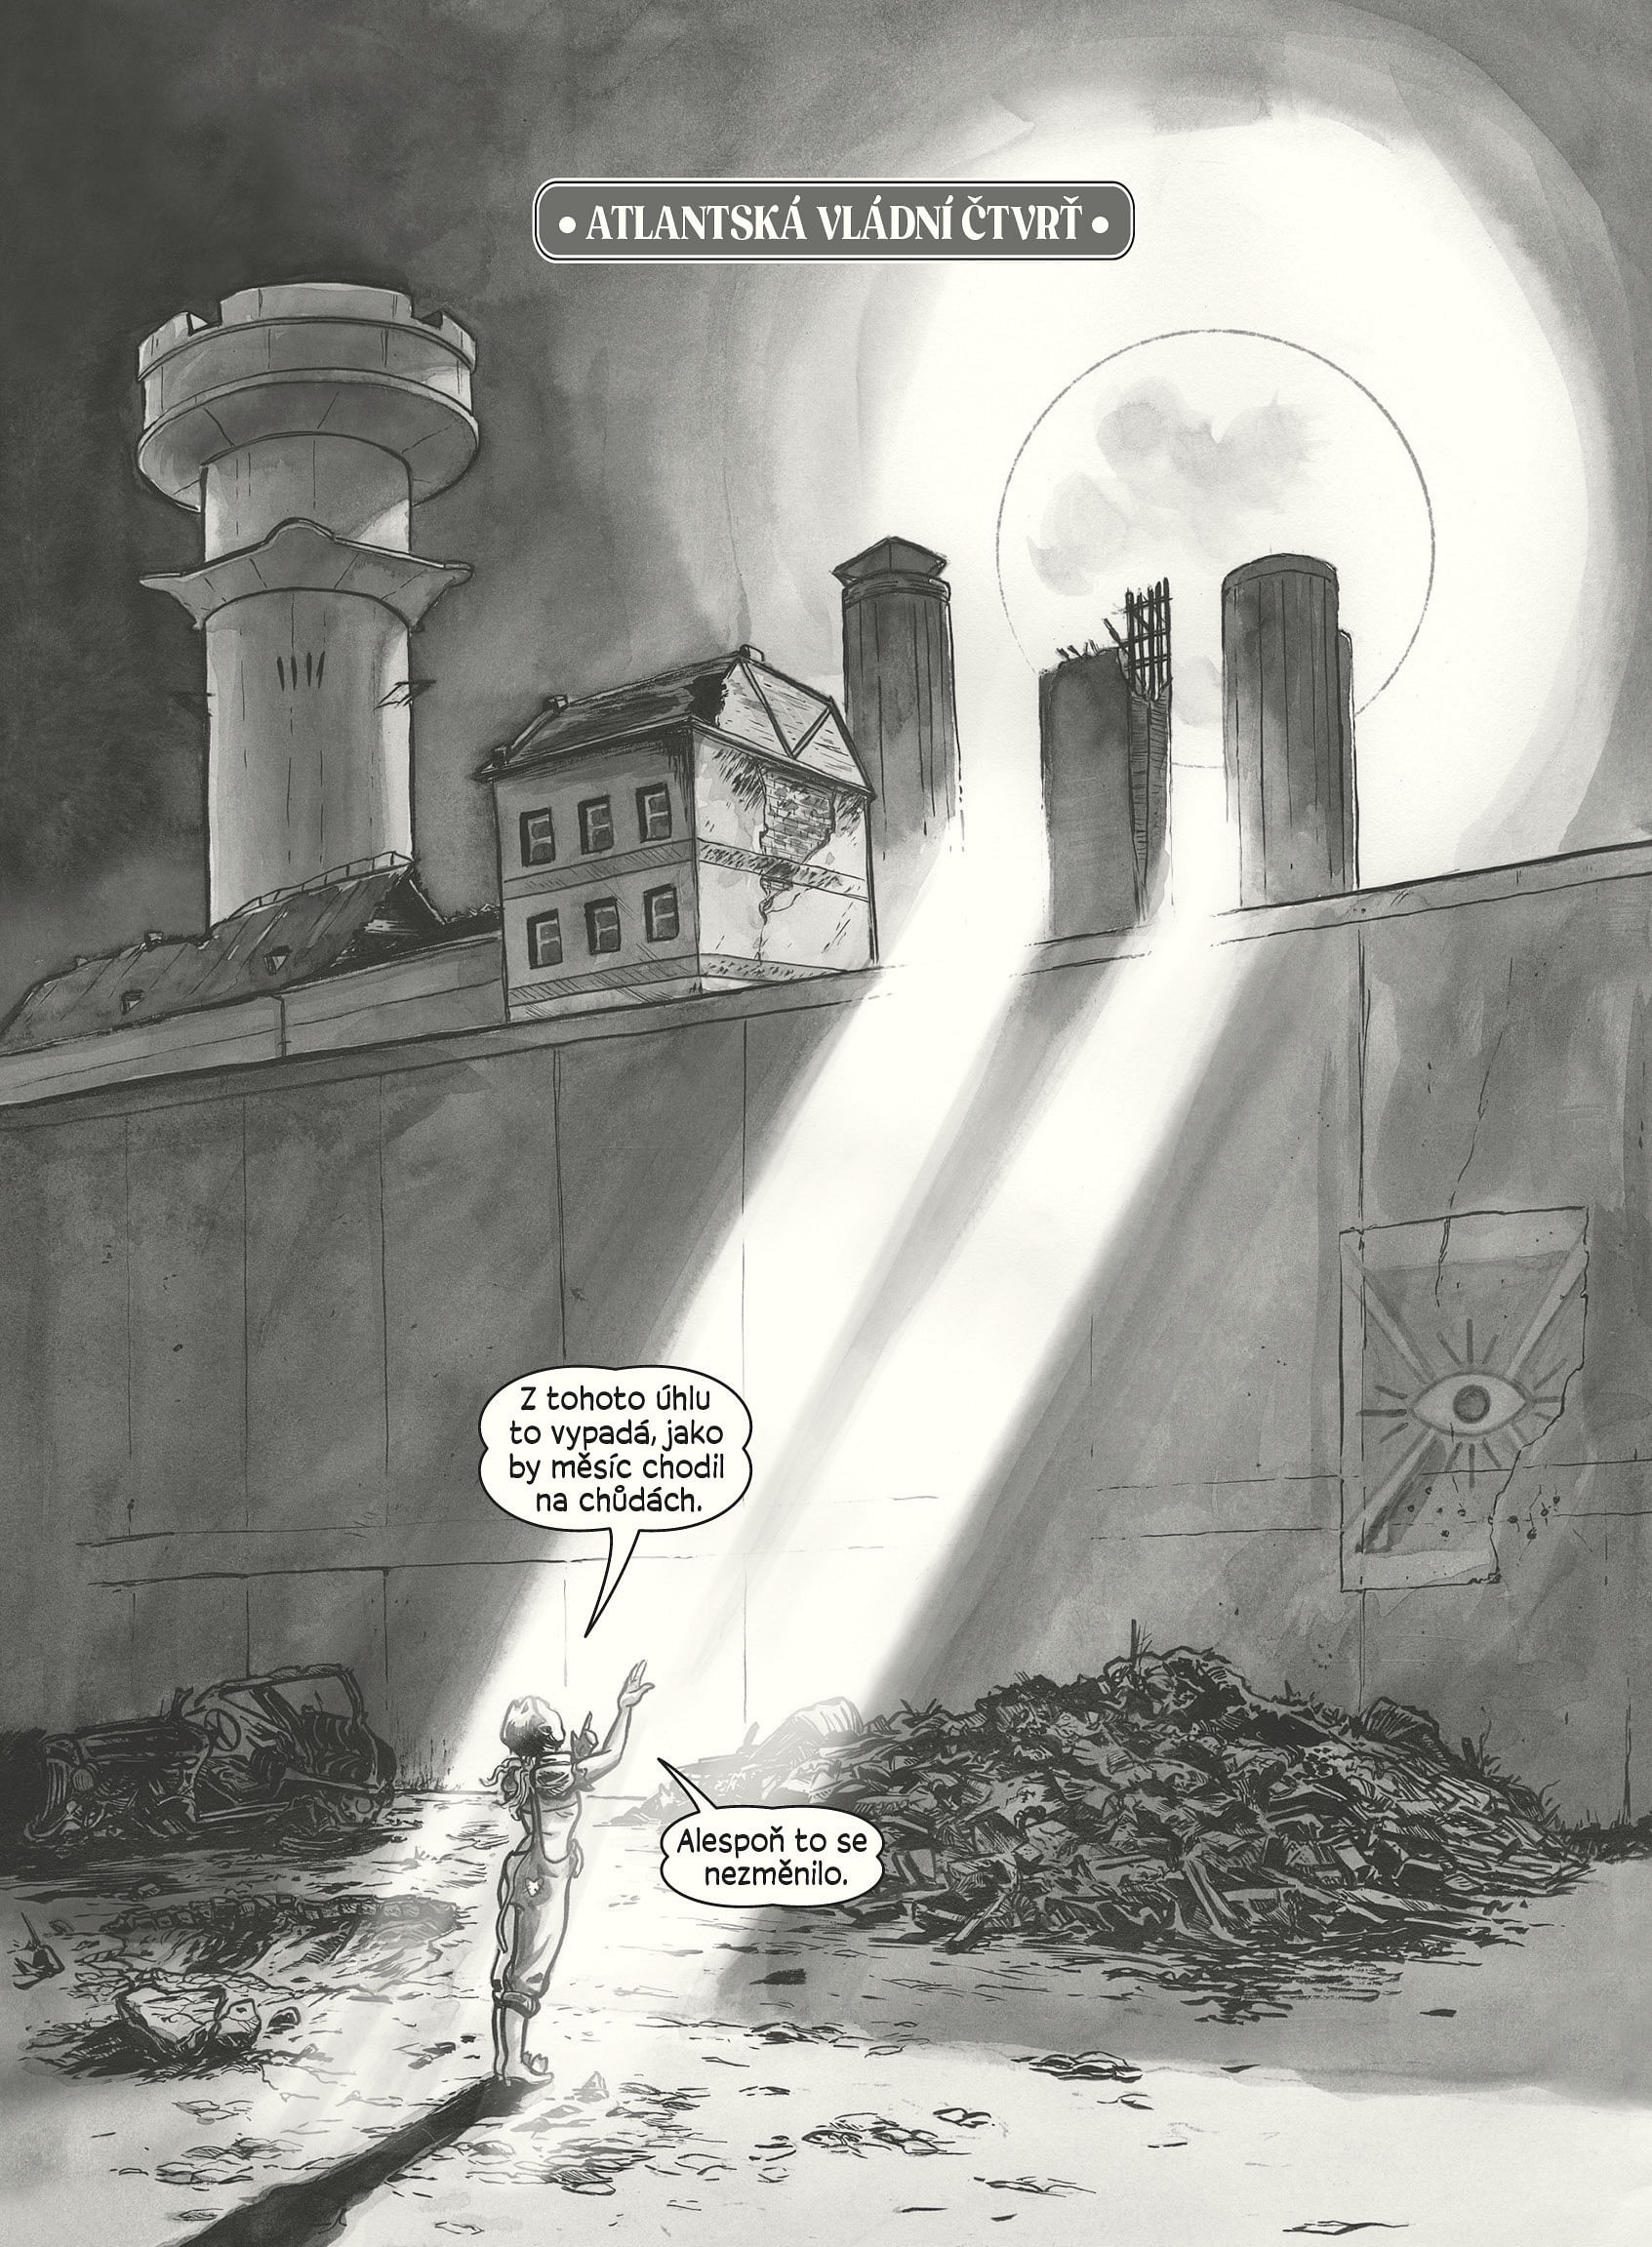 • ATLANTSKÁ VLÁDNÍ ČTVRŤ •
Z tohoto úhlu
to vypadá, jako
by měsíc chodil
na chůdách.
Alespoň to se
nezměnilo.